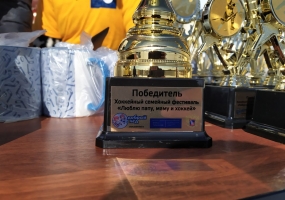 Победитель
Хоккейный семейный фестиваль
«Люблю папу, маму и хоккей»